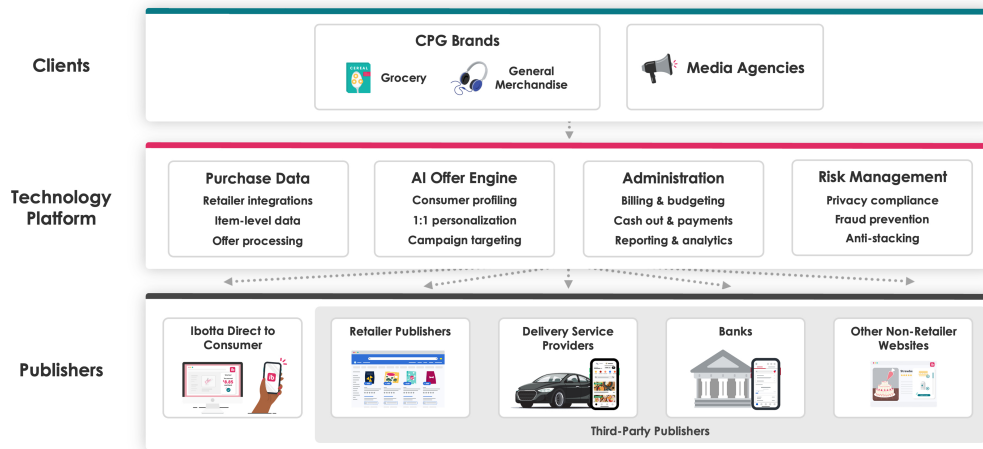 Clients
CPG Brands
CEREAL
Grocery
General
Merchandise
Media Agencies
Technology
Platform
Purchase Data
Retailer integrations
Item-level data
Offer processing
AI Offer Engine
Consumer profiling
1:1 personalization
Campaign targeting
Administration
Billing & budgeting
Cash out & payments
Reporting & analytics
Risk Management
Privacy compliance
Fraud prevention
Anti-stacking
Publishers
Ibotta Direct to
Consumer
Retailer Publishers
Delivery Service
Providers
Banks
Other Non-Retailer
Websites
Third-Party Publishers